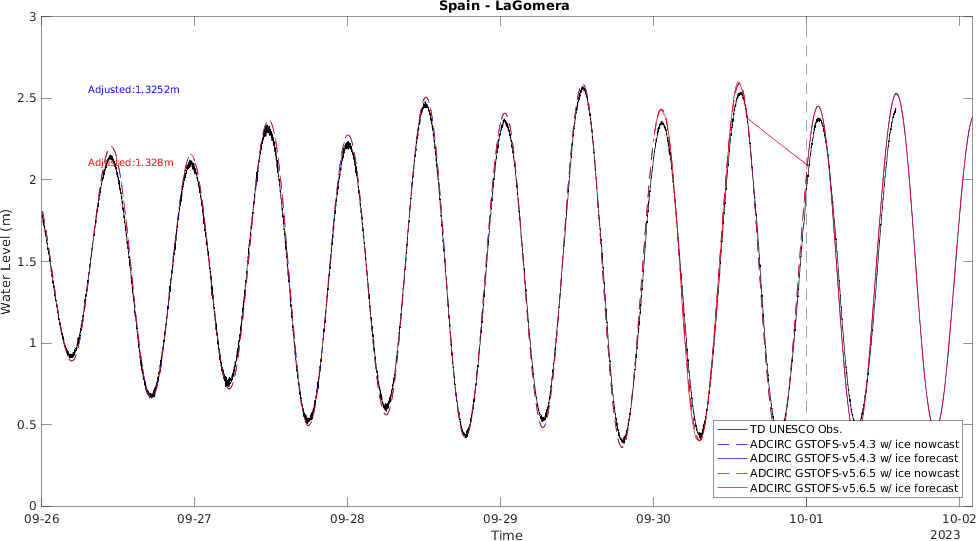 Spain - LaGomera
3
2.5
2
1.5
1
0.5
0
Water Level (m)
Adjusted:1.3252m
Adjusted:1.328m
TD UNESCO Obs.
ADCIRC GSTOFS-v5.4.3 w/ ice nowcast
ADCIRC GSTOFS-v5.4.3 w/ ice forecast
ADCIRC GSTOFS-v5.6.5 w/ ice nowcast
ADCIRC GSTOFS-v5.6.5 w/ ice forecast
09-26 09-27 09-28 09-29 09-30 10-01 10-02
Time
2023